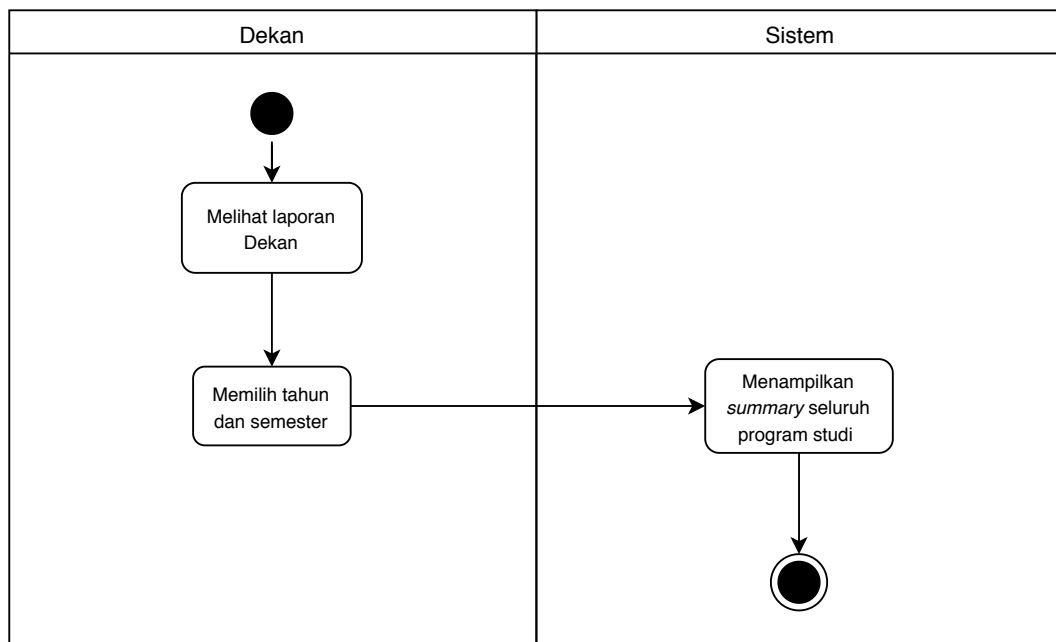 Dekan
Sistem
Melihat laporan
Dekan
Memilih tahun
dan semester
Menampilkan
summary seluruh
program studi